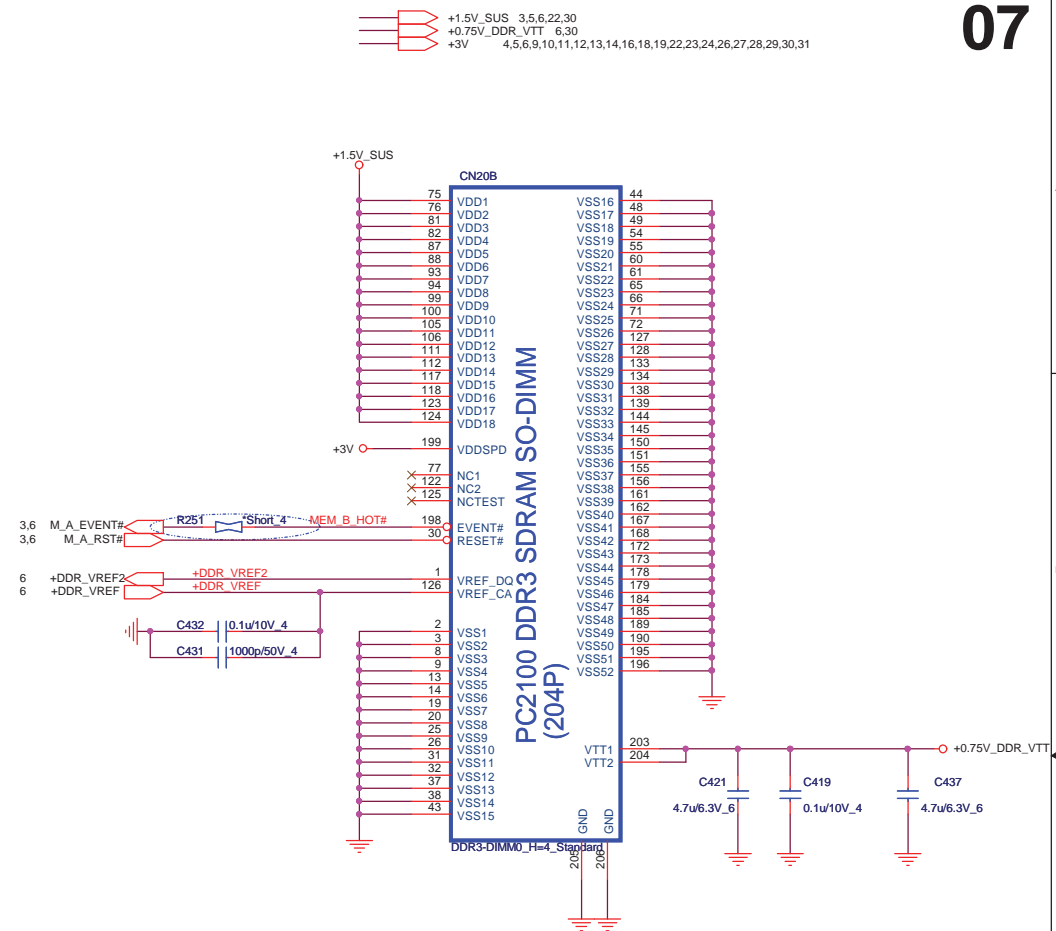 07
+1.5V_SUS 3,5,6,22,30
+0.75V_DDR_VTT 6,30
+3V 4,5,6,9,10,11,12,13,14,16,18,19,22,23,24,26,27,28,29,30,31
+1.5V_SUS
CN20B
75 VDD1
76 VDD2
81 VDD3
82 VDD4
87 VDD5
88 VDD6
93 VDD7
94 VDD8
99 VDD9
100 VDD10
105 VDD11
106 VDD12
111 VDD13
112 VDD14
117 VDD15
118 VDD16
123 VDD17
124 VDD18
+3V 199 VDDSPD
77 NC1
122 NC2
125 NCTEST
3,6 M_A_EVENT# R251 *Short_4 MEM_B_HOT# 198 EVENT#
3,6 M_A_RST# 30 RESET#
6 +DDR_VREF2 +DDR_VREF2 1 VREF_DQ
6 +DDR_VREF +DDR_VREF 126 VREF_CA
C432 0.1u/10V_4
C431 1000p/50V_4
2 VSS1
3 VSS2
8 VSS3
9 VSS4
13 VSS5
14 VSS6
19 VSS7
20 VSS8
25 VSS9
26 VSS10
31 VSS11
32 VSS12
37 VSS13
38 VSS14
43 VSS15
PC2100 DDR3 SDRAM SO-DIMM
(204P)
VSS16 44
VSS17 48
VSS18 49
VSS19 54
VSS20 55
VSS21 60
VSS22 61
VSS23 65
VSS24 66
VSS25 71
VSS26 72
VSS27 127
VSS28 128
VSS29 133
VSS30 134
VSS31 138
VSS32 139
VSS33 144
VSS34 145
VSS35 150
VSS36 151
VSS37 155
VSS38 156
VSS39 161
VSS40 162
VSS41 167
VSS42 168
VSS43 172
VSS44 173
VSS45 178
VSS46 179
VSS47 184
VSS48 185
VSS49 189
VSS50 190
VSS51 195
VSS52 196
VTT1 203
VTT2 204
+0.75V_DDR_VTT
C421
4.7u/6.3V_6
C419
0.1u/10V_4
C437
4.7u/6.3V_6
GND
GND
DDR3-DIMM0_H=4_Standard
205
206